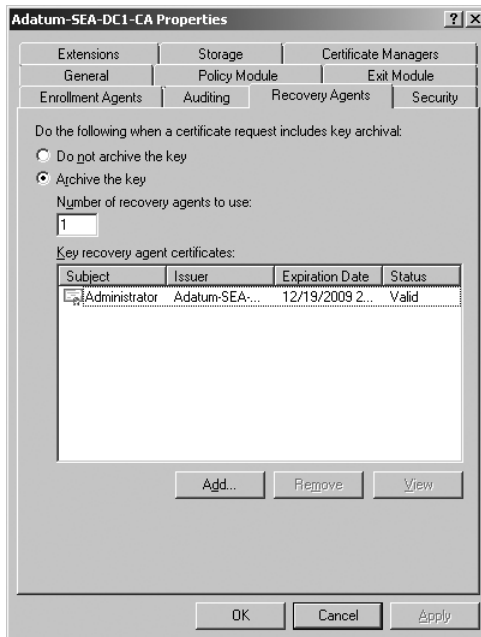 Adatum-SEA-DC1-CA Properties
Extensions Storage Certificate Managers
General Policy Module Exit Module
Enrollment Agents Auditing Recovery Agents Security
Do the following when a certificate request includes key archival:
Do not archive the key
Archive the key
Number of recovery agents to use:
1
Key recovery agent certificates:
Subject Issuer Expiration Date Status
Administrator Adatum-SEA-... 12/19/2009 2... Valid
Add... Remove View
OK Cancel Apply